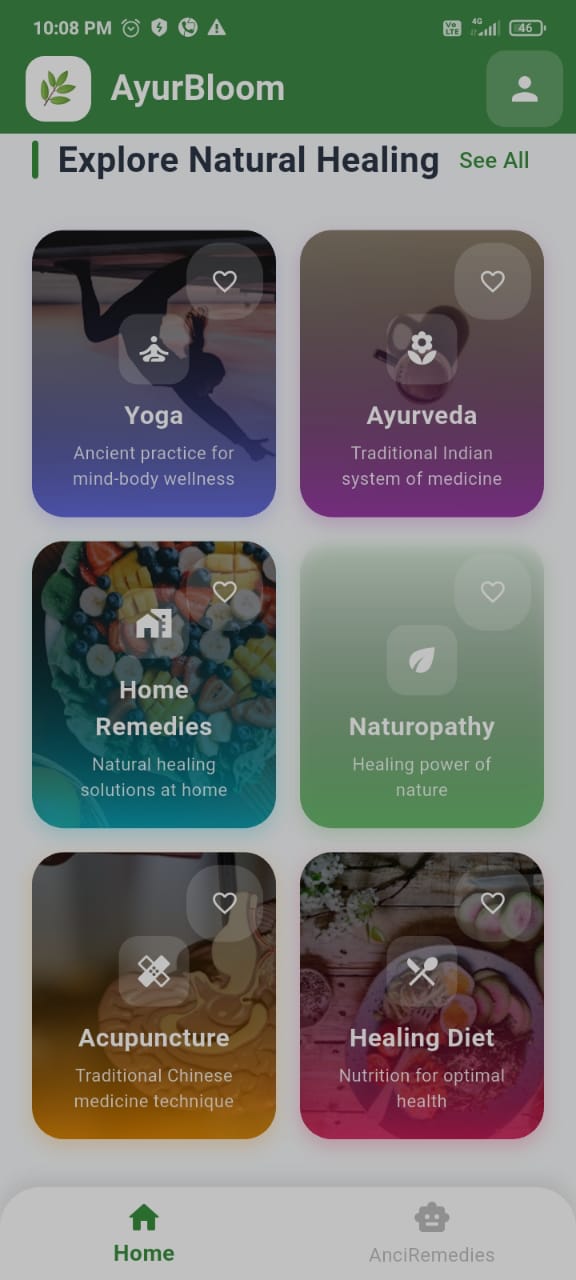 10:08 PM
Vo LTE 4G 46
AyurBloom
Explore Natural Healing See All
Yoga
Ancient practice for
mind-body wellness
Ayurveda
Traditional Indian
system of medicine
Home
Remedies
Natural healing
solutions at home
Naturopathy
Healing power of
nature
Acupuncture
Traditional Chinese
medicine technique
Healing Diet
Nutrition for optimal
health
Home
AnciRemedies